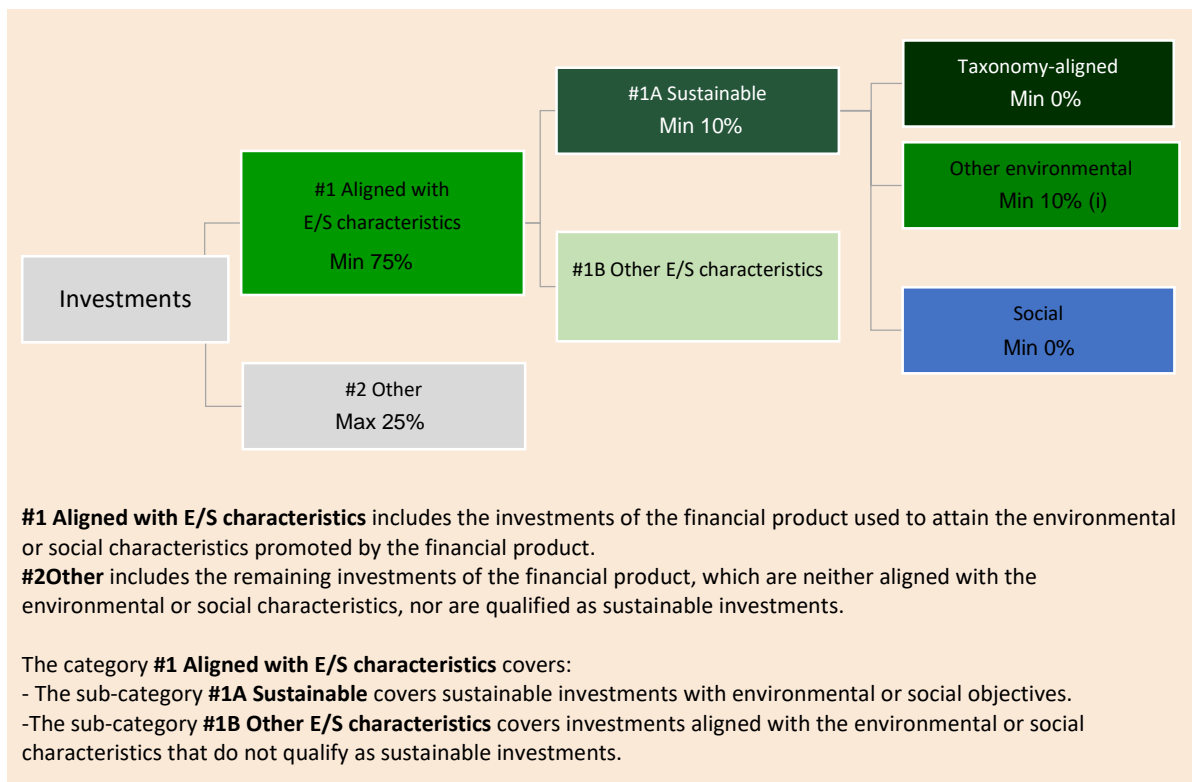 Taxonomy-aligned
Min 0%
#1A Sustainable
Min 10%
Other environmental
Min 10% (i)
#1 Aligned with
E/S characteristics
Min 75%
#1B Other E/S characteristics
Investments
Social
Min 0%
#2 Other
Max 25%
#1 Aligned with E/S characteristics includes the investments of the financial product used to attain the environmental
or social characteristics promoted by the financial product.
#2Other includes the remaining investments of the financial product, which are neither aligned with the
environmental or social characteristics, nor are qualified as sustainable investments.
The category #1 Aligned with E/S characteristics covers:
- The sub-category #1A Sustainable covers sustainable investments with environmental or social objectives.
-The sub-category #1B Other E/S characteristics covers investments aligned with the environmental or social
characteristics that do not qualify as sustainable investments.